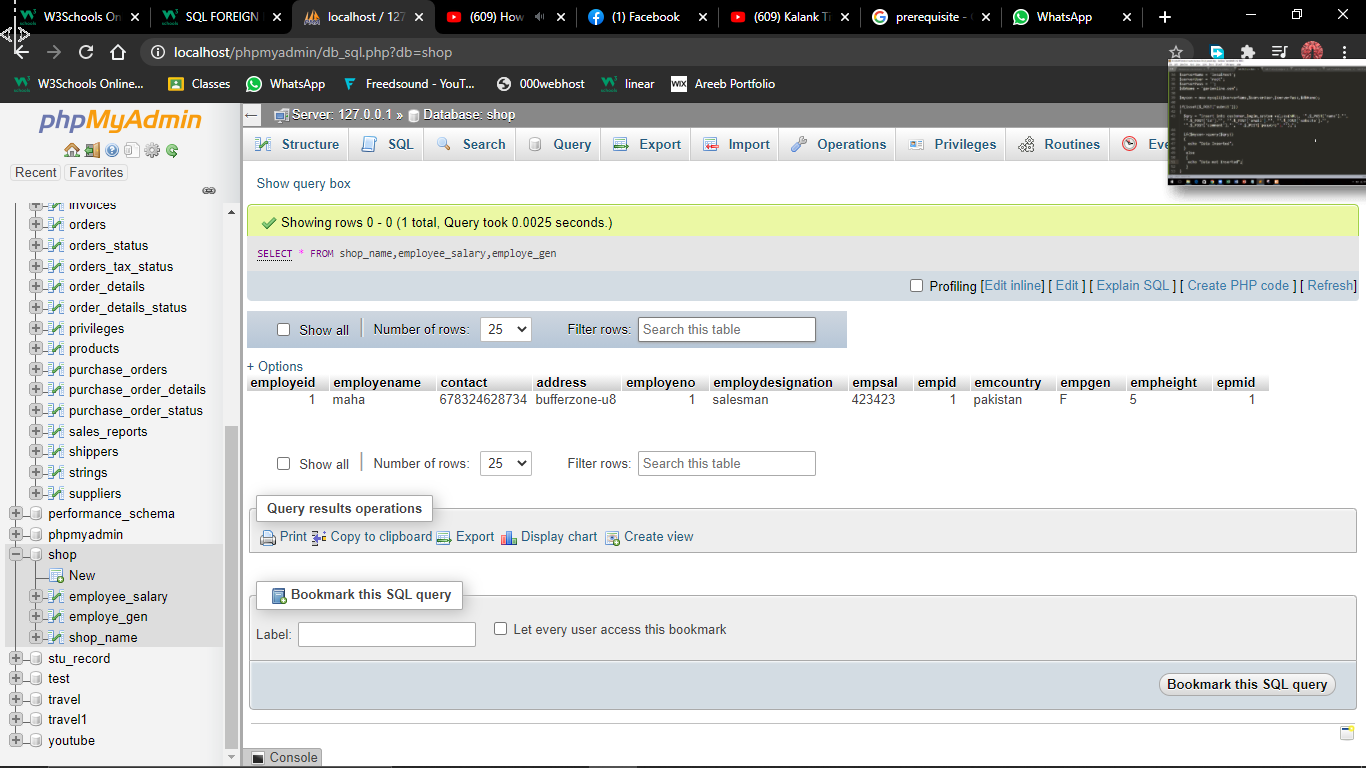 W3Schools On
SQL FOREIGN
localhost / 127
(609) How
(1) Facebook
(609) Kalank Ti
prerequisite -
WhatsApp
localhost/phpmyadmin/db_sql.php?db=shop
W3Schools Online...
Classes
WhatsApp
Freedsound - YouT...
000webhost
linear
WIX Areeb Portfolio
phpMyAdmin
Recent Favorites
invoices
orders
orders_status
orders_tax_status
order_details
order_details_status
privileges
products
purchase_orders
purchase_order_details
purchase_order_status
sales_reports
shippers
strings
suppliers
performance_schema
phpmyadmin
shop
New
employee_salary
employe_gen
shop_name
stu_record
test
travel
travel1
youtube
Server: 127.0.0.1 » Database: shop
Structure SQL Search Query Export Import Operations Privileges Routines Eve
Show query box
Showing rows 0 - 0 (1 total, Query took 0.0025 seconds.)
SELECT * FROM shop_name,employee_salary,employe_gen
Profiling [Edit inline] [ Edit ] [ Explain SQL ] [ Create PHP code ] [ Refresh]
Show all Number of rows: 25 Filter rows: Search this table
+ Options
employeid employename contact address employeno employdesignation empsal empid emcountry empgen empheight epmid
1 maha 678324628734 bufferzone-u8 1 salesman 423423 1 pakistan F 5 1
Show all Number of rows: 25 Filter rows: Search this table
Query results operations
Print Copy to clipboard Export Display chart Create view
Bookmark this SQL query
Label: Let every user access this bookmark
Bookmark this SQL query
Console